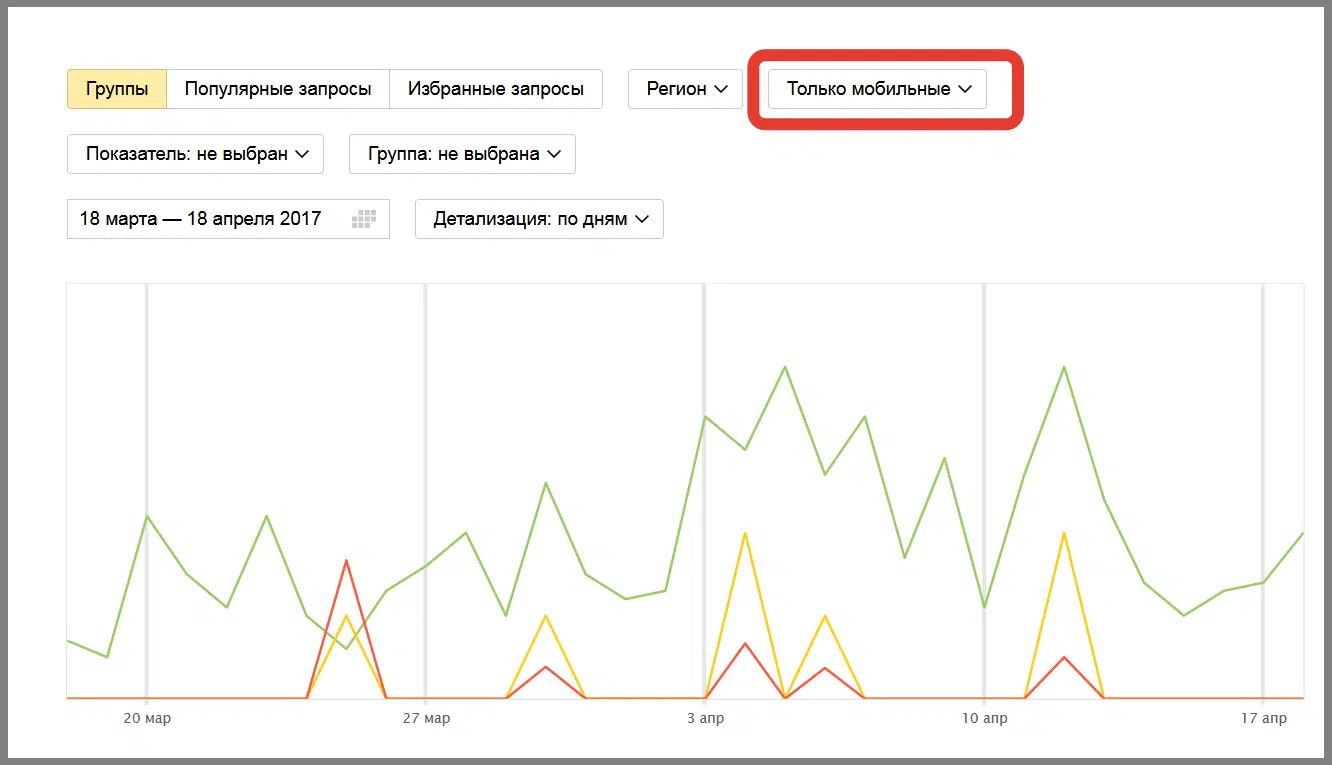 Группы Популярные запросы Избранные запросы Регион Только мобильные
Показатель: не выбран Группа: не выбрана
18 марта — 18 апреля 2017 Детализация: по дням
20 мар 27 мар 3 апр 10 апр 17 апр